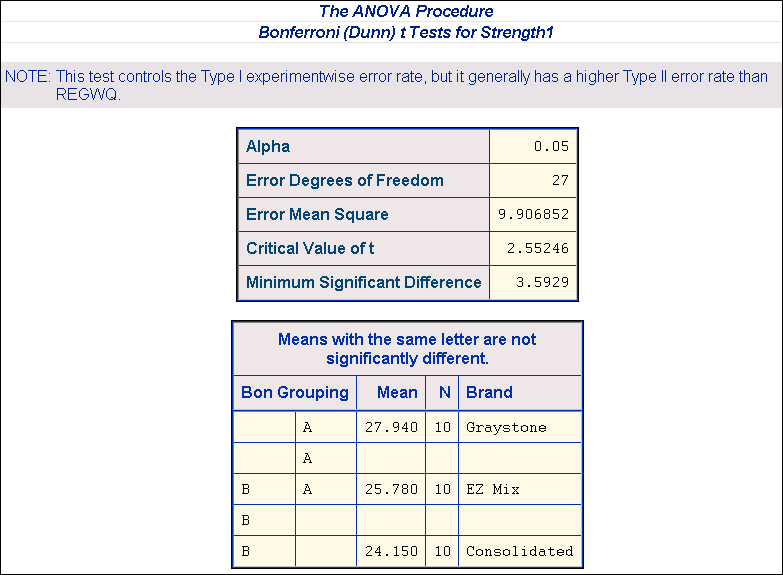 The ANOVA Procedure
Bonferroni (Dunn) t Tests for Strength1
NOTE: This test controls the Type I experimentwise error rate, but it generally has a higher Type II error rate than
REGWQ.
Alpha 0.05
Error Degrees of Freedom 27
Error Mean Square 9.906852
Critical Value of t 2.55246
Minimum Significant Difference 3.5929
Means with the same letter are not
significantly different.
Bon Grouping Mean N Brand
A 27.940 10 Graystone
A
B A 25.780 10 EZ Mix
B
B 24.150 10 Consolidated